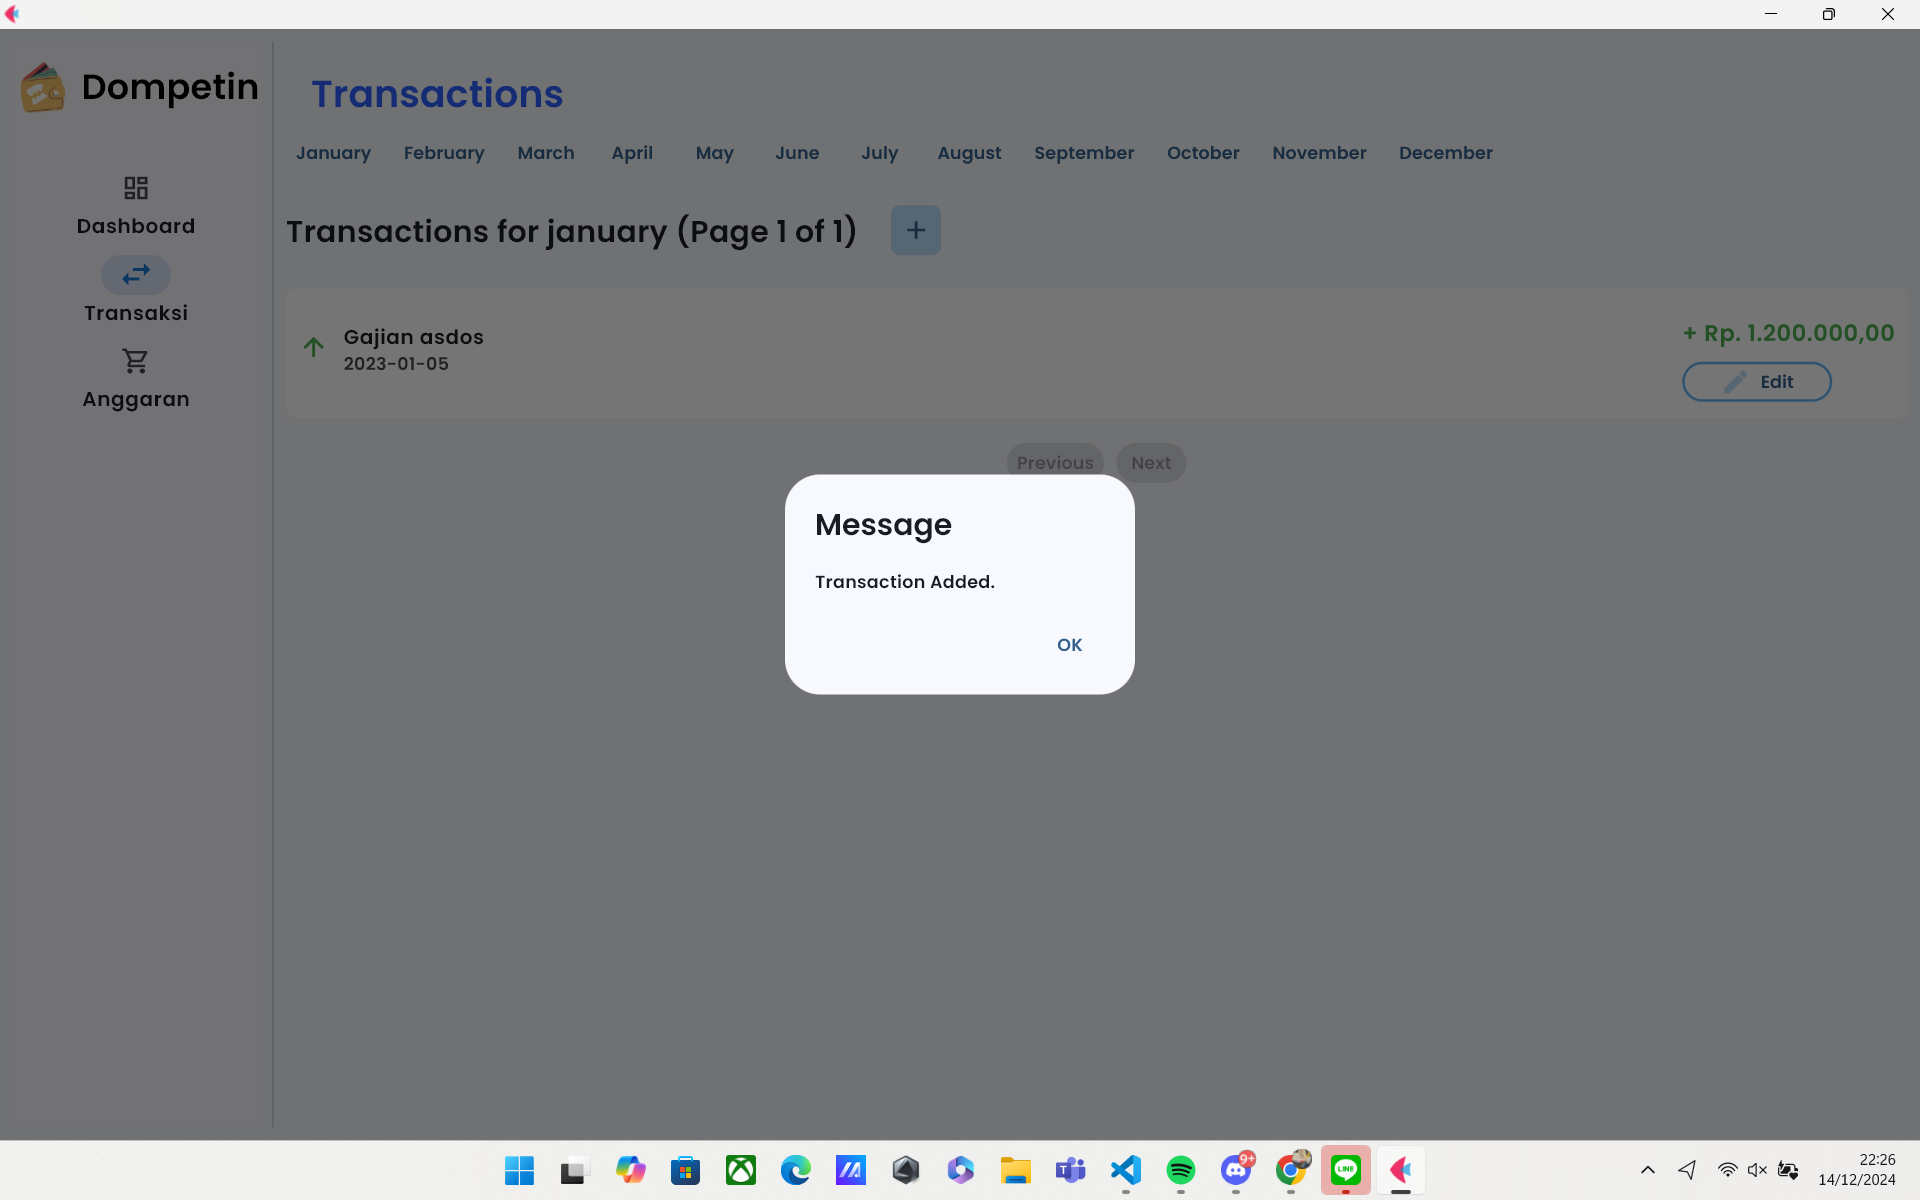 Dompetin
Transactions
January February March April May June July August September October November December
Dashboard
Transactions for january (Page 1 of 1) +
Transaksi
Gajian asdos
2023-01-05
+ Rp. 1.200.000,00
Edit
Anggaran
Previous Next
Message
Transaction Added.
OK
9+
LINE
22:26
14/12/2024